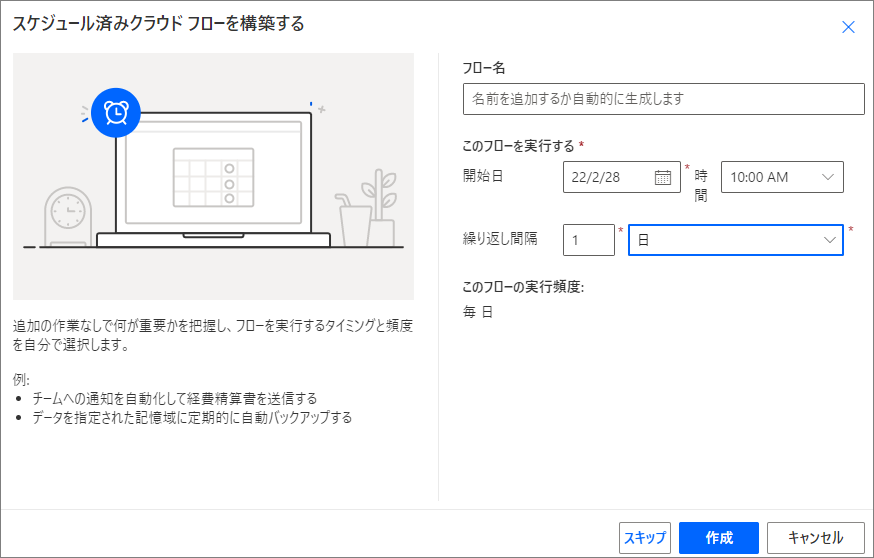 スケジュール済みクラウド フローを構築する
追加の作業なしで何が重要かを把握し、フローを実行するタイミングと頻度
を自分で選択します。
例:
• チームへの通知を自動化して経費精算書を送信する
• データを指定された記憶域に定期的に自動バックアップする
フロー名
名前を追加するか自動的に生成します
このフローを実行する *
開始日 22/2/28 * 時間 10:00 AM
繰り返し間隔 1 * 日 *
このフローの実行頻度:
毎 日
スキップ 作成 キャンセル